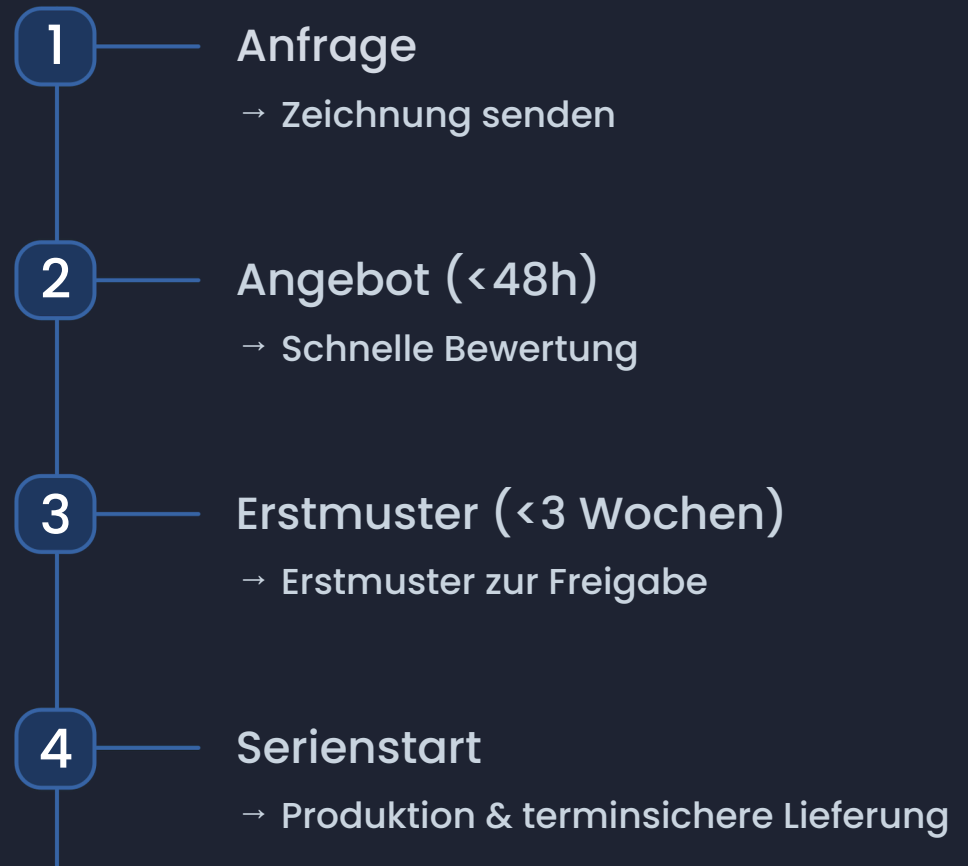 1
Anfrage
→ Zeichnung senden
2
Angebot (<48h)
→ Schnelle Bewertung
3
Erstmuster (<3 Wochen)
→ Erstmuster zur Freigabe
4
Serienstart
→ Produktion & terminsichere Lieferung